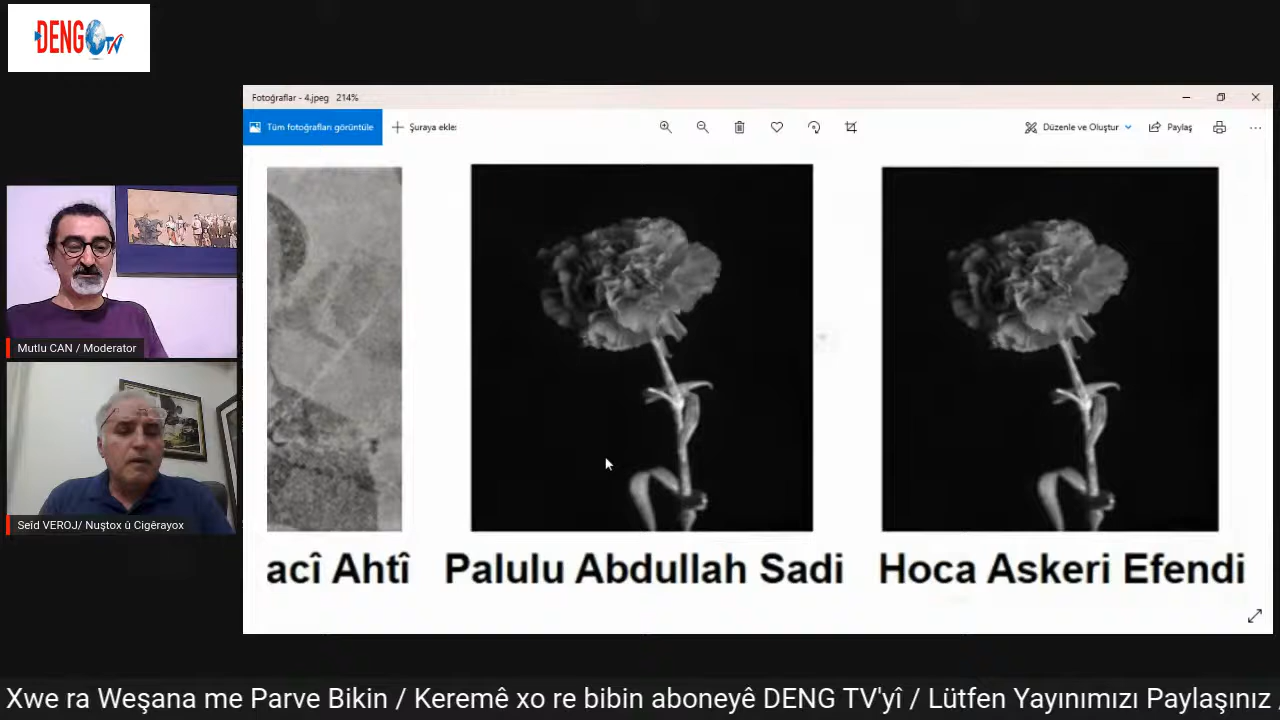 DENG TV
Fotoğraflar - 4.jpeg 214%
Tüm fotoğrafları görüntüle
Şuraya ekle:
Düzenle ve Oluştur
Paylaş
Mutlu CAN / Moderator
Seîd VEROJ/ Nuştox û Cigêrayox
acî Ahtî
Palulu Abdullah Sadi
Hoca Askeri Efendi
Xwe ra Weşana me Parve Bikin / Keremê xo re bibin aboneyê DENG TV'yî / Lütfen Yayınımızı Paylaşınız /